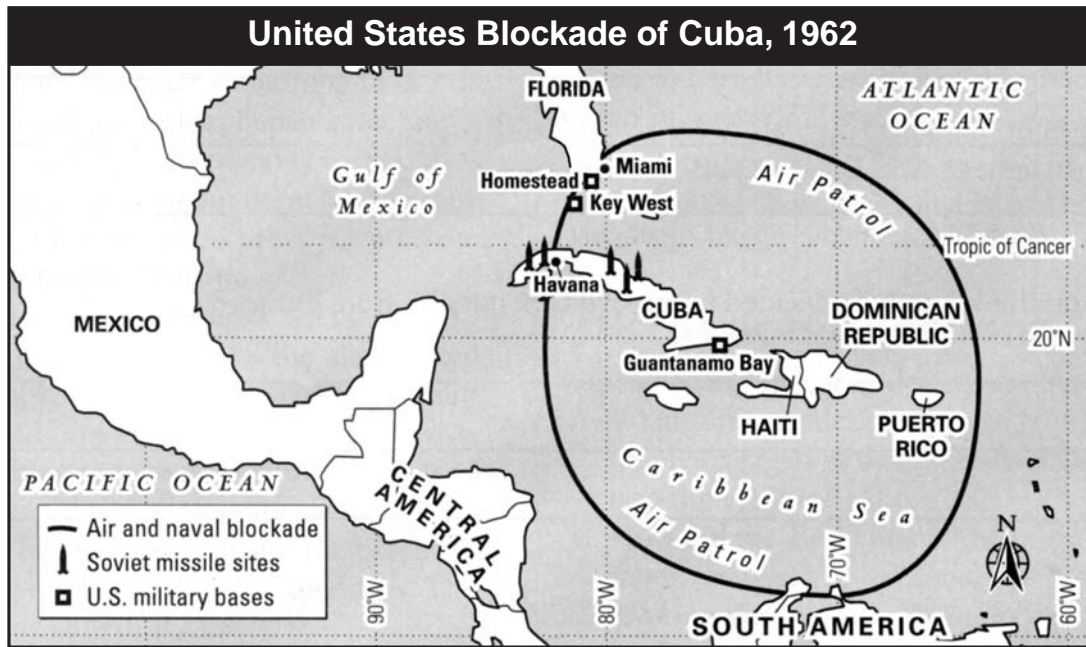 United States Blockade of Cuba, 1962
FLORIDA
ATLANTIC
OCEAN
Miami
Air Patrol
Homestead
Gulf of
Mexico
Key West
Tropic of Cancer
Havana
MEXICO
CUBA
DOMINICAN
REPUBLIC
20°N
Guantanamo Bay
HAITI
PUERTO
RICO
PACIFIC OCEAN
CENTRAL
AMERICA
Caribbean Sea
Air Patrol
N
Air and naval blockade
Soviet missile sites
U.S. military bases
90°W
80°W
70°W
60°W
SOUTH AMERICA